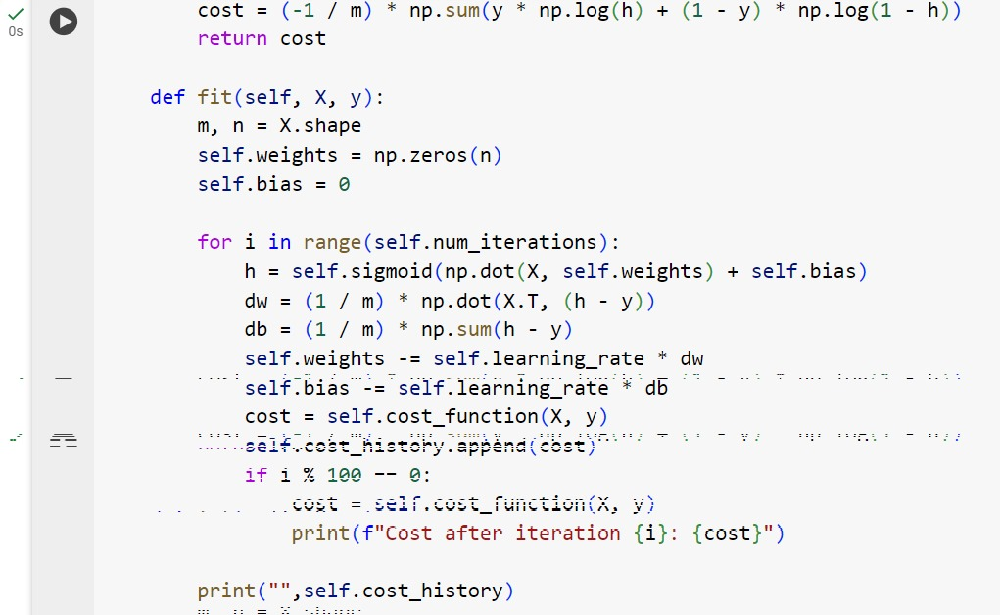 cost = (-1 / m) * np.sum(y * np.log(h) + (1 - y) * np.log(1 - h))
0s
return cost
def fit(self, X, y):
m, n = X.shape
self.weights = np.zeros(n)
self.bias = 0
for i in range(self.num_iterations):
h = self.sigmoid(np.dot(X, self.weights) + self.bias)
dw = (1 / m) * np.dot(X.T, (h - y))
db = (1 / m) * np.sum(h - y)
self.weights -= self.learning_rate * dw
self.bias -= self.learning_rate * db
cost = self.cost_function(X, y)
self.cost_history.append(cost)
if i % 100 -- 0:
cost = self.cost_function(X, y)
print(f"Cost after iteration {i}: {cost}")
print("",self.cost_history)